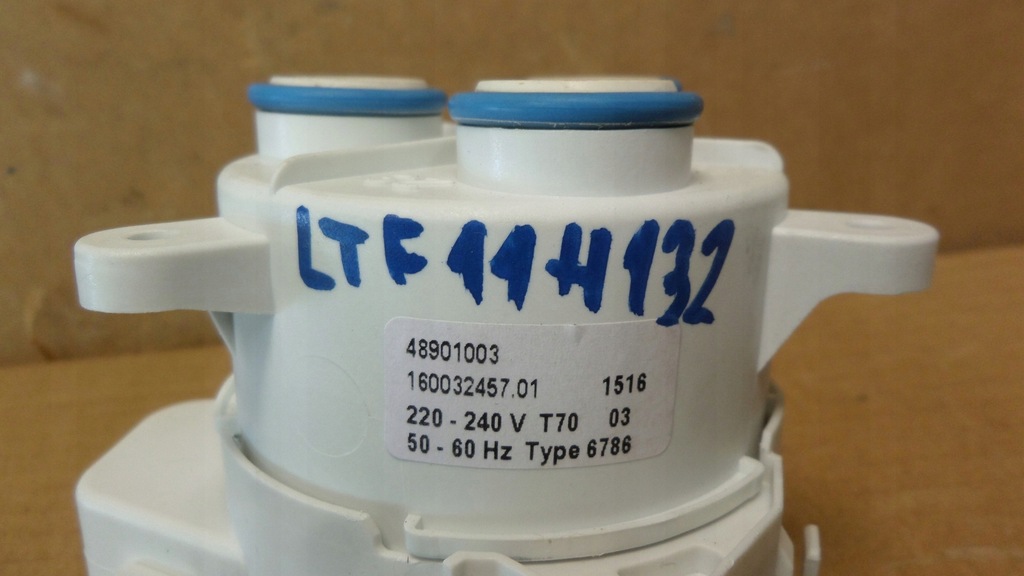 LTF 11H132
48901003
160032457.01 1516
220 - 240 V T70 03
50 - 60 Hz Type 6786